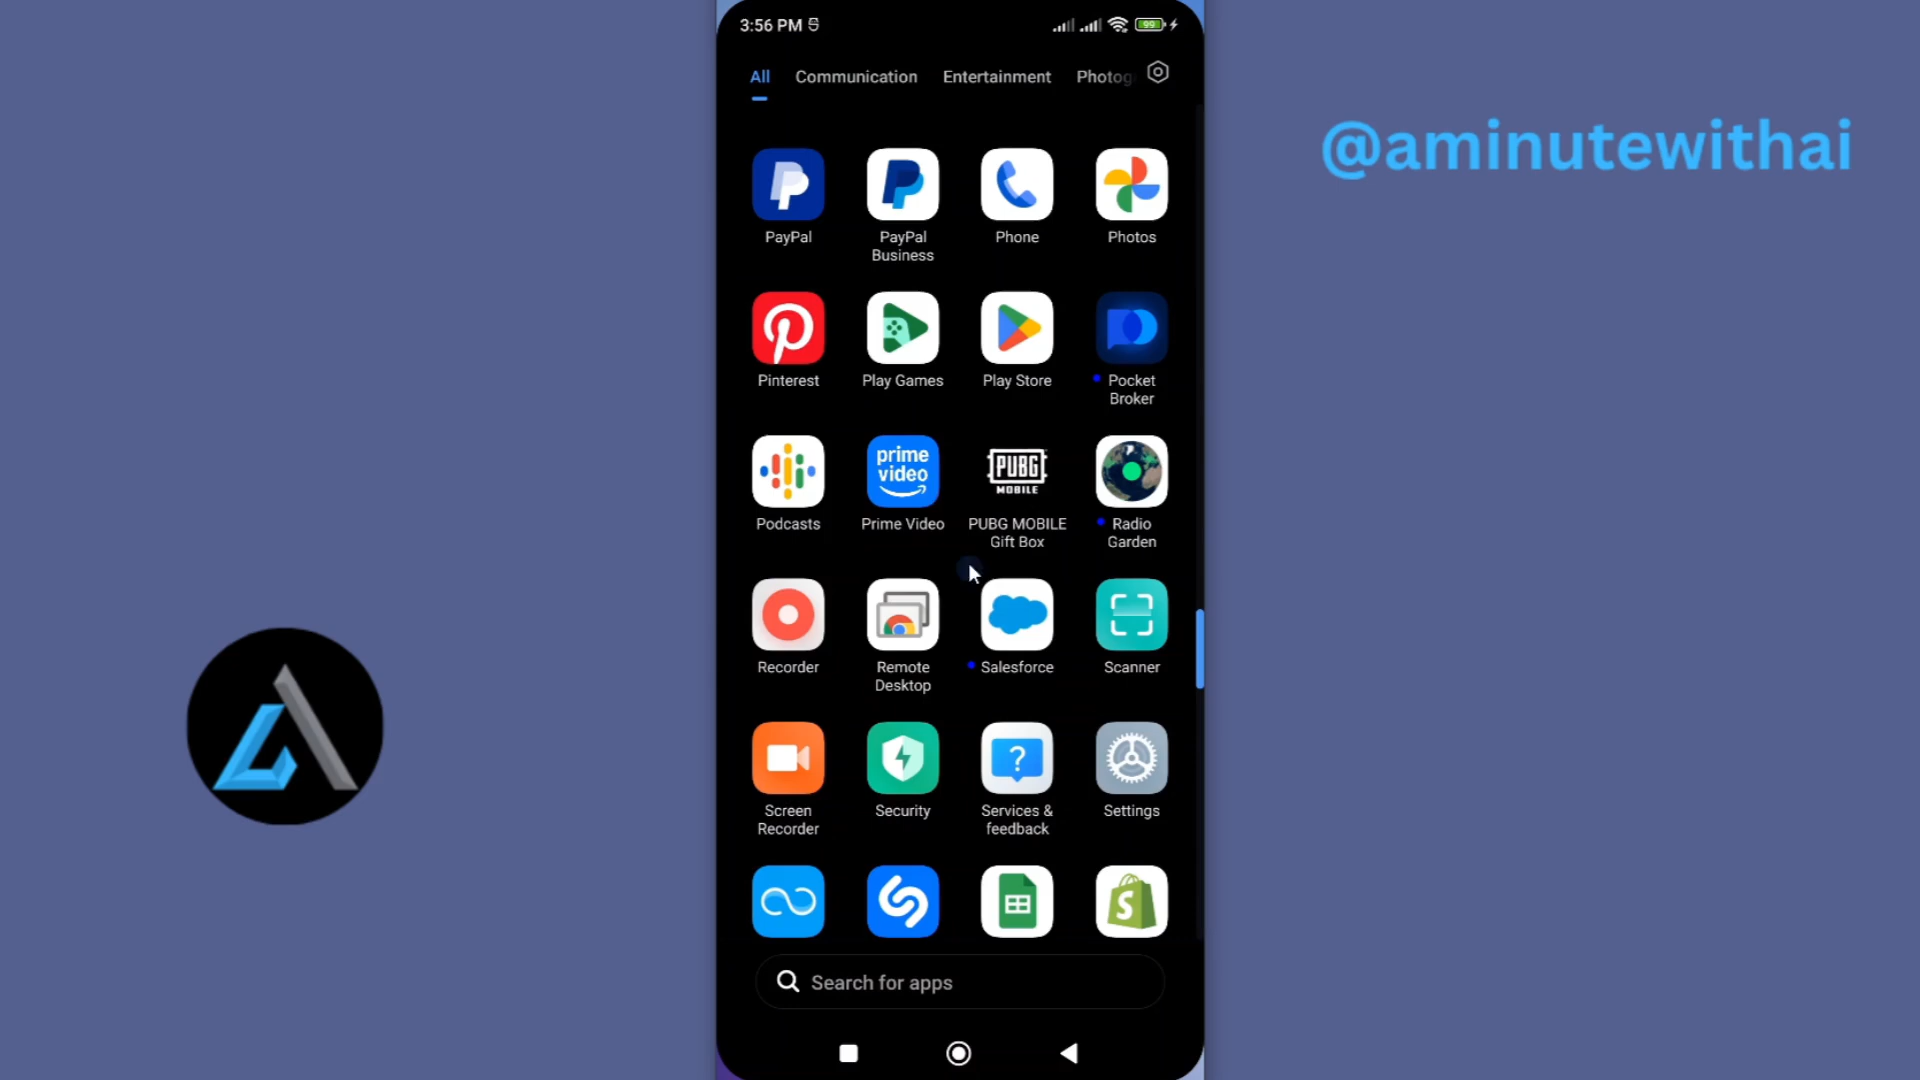 3:56 PM
99
All Communication Entertainment Photog
@aminutewithai
PayPal
PayPal
Business
Phone
Photos
Pinterest
Play Games
Play Store
Pocket
Broker
prime
video
PUBG
MOBILE
Podcasts
Prime Video
PUBG MOBILE
Gift Box
Radio
Garden
Recorder
Remote
Desktop
Salesforce
Scanner
Screen
Recorder
Security
Services &
feedback
Settings
Search for apps